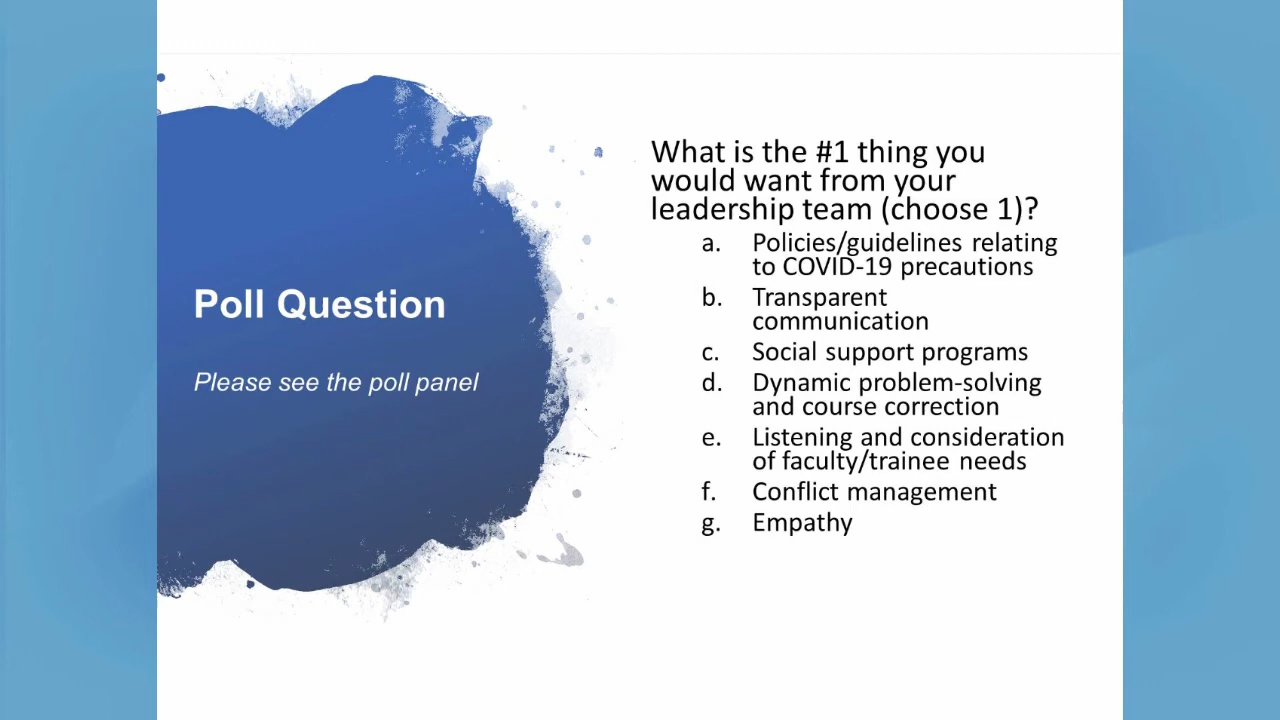 Poll Question
Please see the poll panel
What is the #1 thing you
would want from your
leadership team (choose 1)?
a. Policies/guidelines relating
to COVID-19 precautions
b. Transparent
communication
c. Social support programs
d. Dynamic problem-solving
and course correction
e. Listening and consideration
of faculty/trainee needs
f. Conflict management
g. Empathy